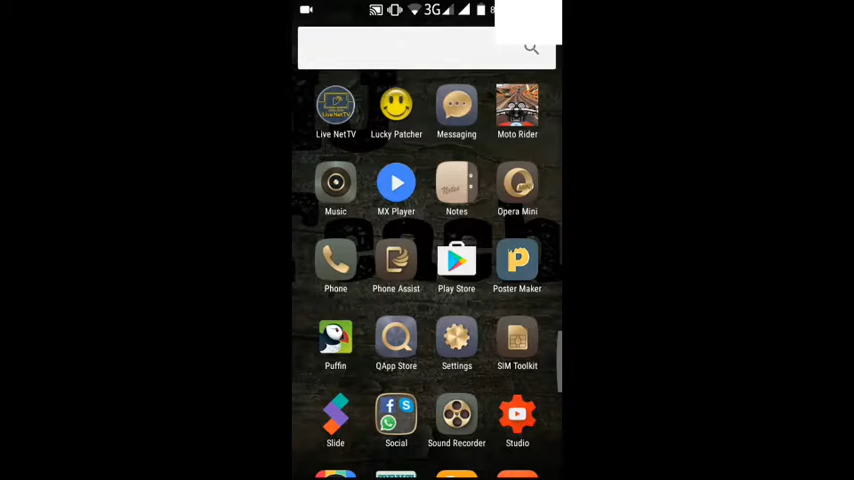 3G 8
Live NetTV Lucky Patcher Messaging Moto Rider
Music MX Player Notes Opera Mini
Phone Phone Assist Play Store Poster Maker
Puffin QApp Store Settings SIM Toolkit
Slide Social Sound Recorder Studio